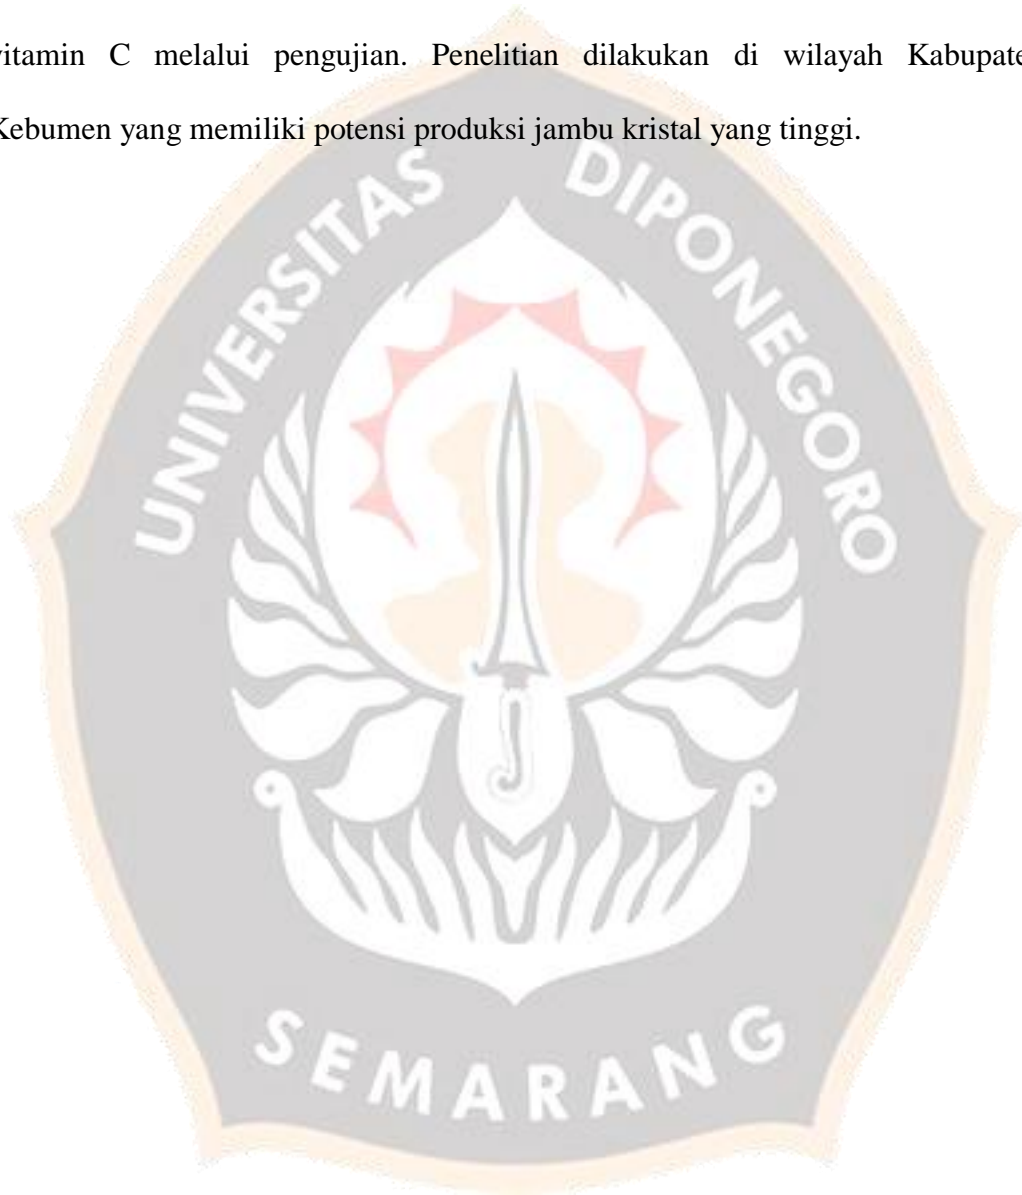 vitamin C melalui pengujian. Penelitian dilakukan di wilayah Kabupate
Kebumen yang memiliki potensi produksi jambu kristal yang tinggi.
UNIVERSITAS DIPONEGORO
SEMARANG